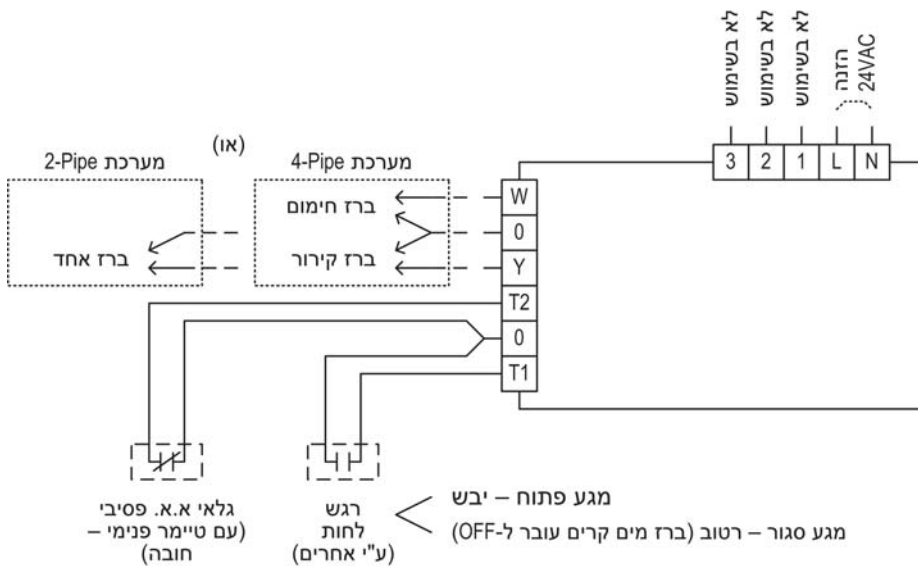 לא בשימוש
לא בשימוש
לא בשימוש
הזנה
24VAC
3 2 1 L N
(או)
מערכת 2-Pipe
מערכת 4-Pipe
ברז אחד
ברז חימום
ברז קירור
W
0
Y
T2
0
T1
גלאי א.א. פסיבי
(עם טיימר פנימי –
חובה)
רגש
לחות
(ע"י אחרים)
מגע פתוח – יבש
מגע סגור – רטוב (ברז מים קרים עובר ל-OFF)